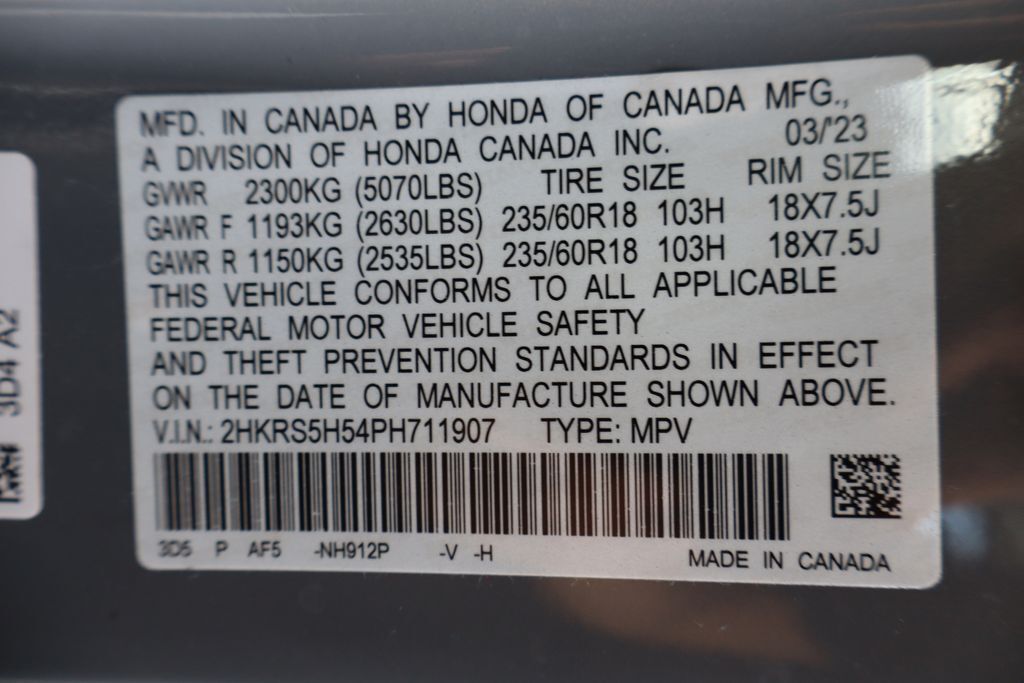 MFD. IN CANADA BY HONDA OF CANADA MFG.,
A DIVISION OF HONDA CANADA INC. 03/'23
GVWR 2300KG (5070LBS) TIRE SIZE RIM SIZE
GAWR F 1193KG (2630LBS) 235/60R18 103H 18X7.5J
GAWR R 1150KG (2535LBS) 235/60R18 103H 18X7.5J
THIS VEHICLE CONFORMS TO ALL APPLICABLE
FEDERAL MOTOR VEHICLE SAFETY
AND THEFT PREVENTION STANDARDS IN EFFECT
ON THE DATE OF MANUFACTURE SHOWN ABOVE.
V.I.N.: 2HKRS5H54PH711907 TYPE: MPV
3D5 P AF5 -NH912P -V -H
MADE IN CANADA
3D4 A2